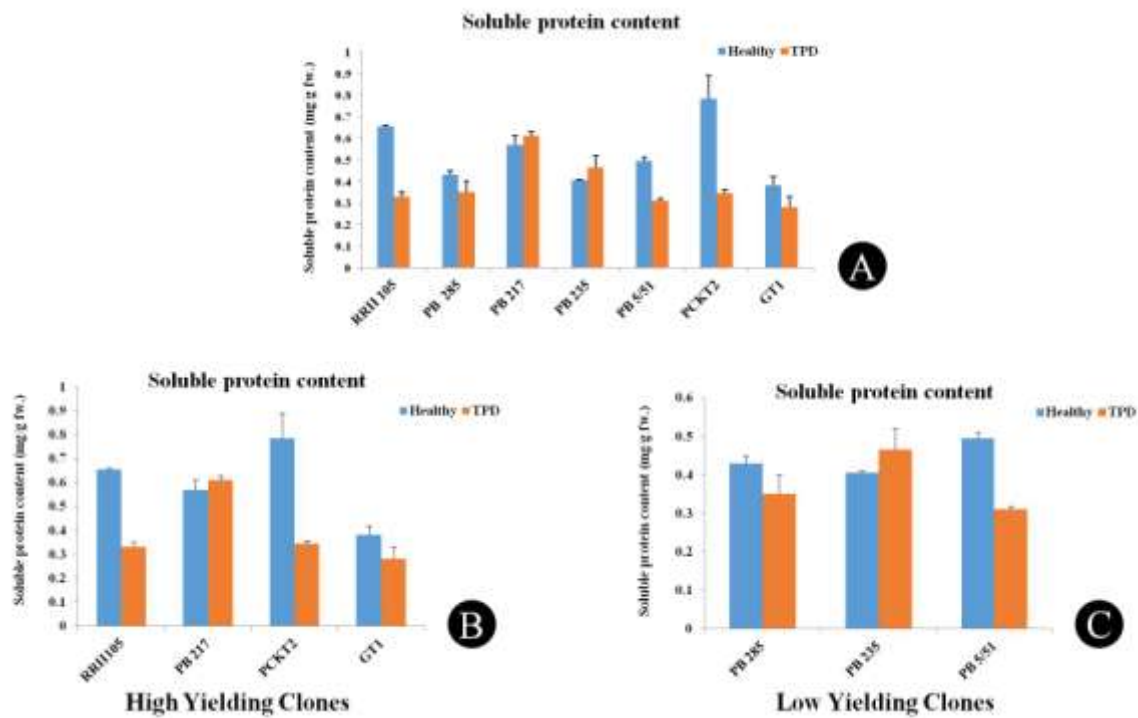 Soluble protein content
Healthy TPD
Soluble protein content (mg g fw.)
1
0.9
0.8
0.7
0.6
0.5
0.4
0.3
0.2
0.1
0
RRII 105 PB 285 PB 217 PB 235 PB 5/51 PCKT2 GT1
A
Soluble protein content
Healthy TPD
Soluble protein content (mg g fw.)
1
0.9
0.8
0.7
0.6
0.5
0.4
0.3
0.2
0.1
0
RRII105 PB 217 PCKT2 GT1
B
High Yielding Clones
Soluble protein content
Healthy TPD
Soluble protein content (mg g fw.)
0.6
0.5
0.4
0.3
0.2
0.1
0
PB 285 PB 235 PB 5/51
C
Low Yielding Clones